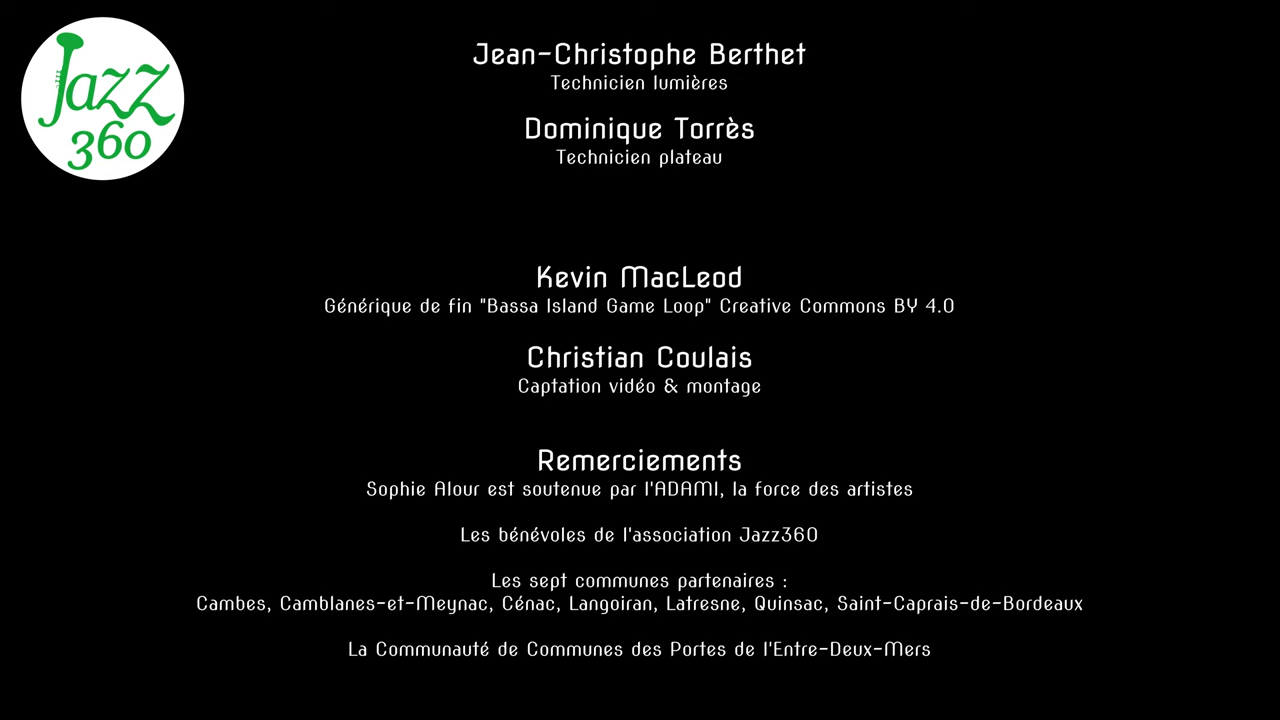 Jazz
360
Jean-Christophe Berthet
Technicien lumières
Dominique Torrès
Technicien plateau
Kevin MacLeod
Générique de fin "Bassa Island Game Loop" Creative Commons BY 4.0
Christian Coulais
Captation vidéo & montage
Remerciements
Sophie Alour est soutenue par l'ADAMI, la force des artistes
Les bénévoles de l'association Jazz360
Les sept communes partenaires :
Cambes, Camblanes-et-Meynac, Cénac, Langoiran, Latresne, Quinsac, Saint-Caprais-de-Bordeaux
La Communauté de Communes des Portes de l'Entre-Deux-Mers